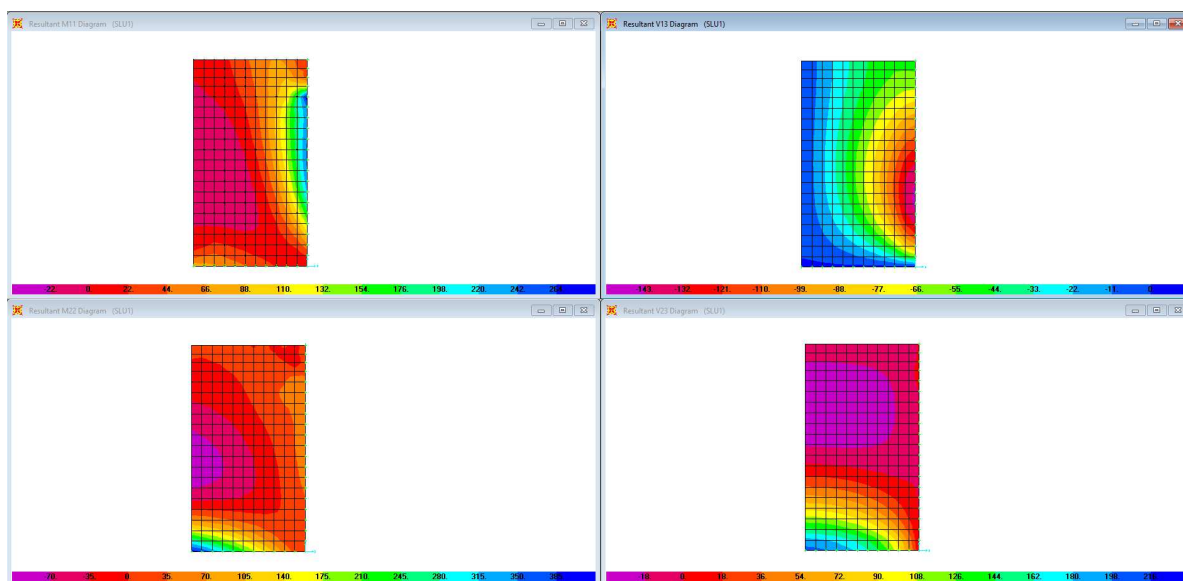 Resultant M11 Diagram (SLU1)
Resultant V13 Diagram (SLU1)
22. 0. 22. 44. 66. 88. 110. 132. 154. 176. 198. 220. 242.
-143. -132. -121. -110. -99. -88. -77. -66. -55. -44. -33. -22. -11. 0.
Resultant M22 Diagram (SLU1)
Resultant V23 Diagram (SLU1)
-70. -35. 0. 35. 70. 105. 140. 175. 210. 245. 280. 315. 350.
0. 18. 36. 54. 72. 90. 108. 126. 144. 162. 180. 198.